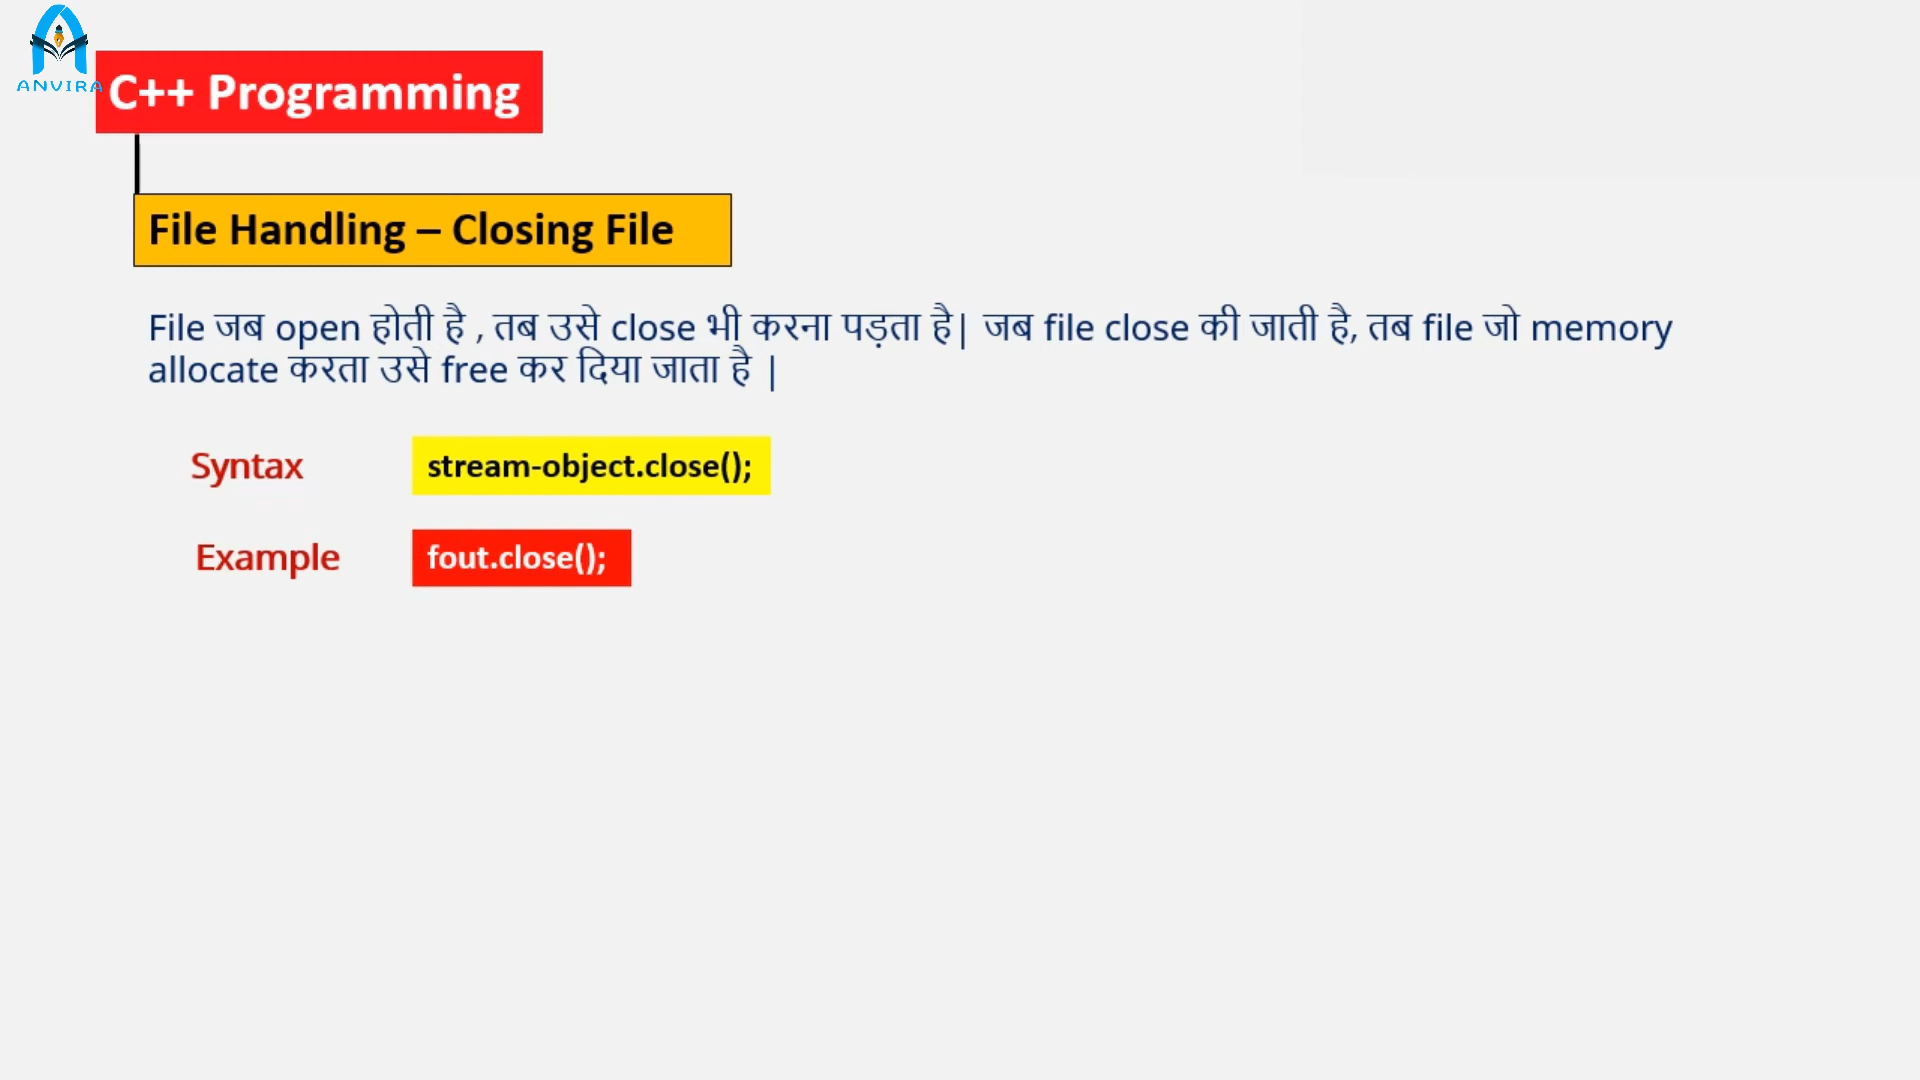 ANVIRA
C++ Programming
File Handling – Closing File
File जब open होती है , तब उसे close भी करना पड़ता है| जब file close की जाती है, तब file जो memory
allocate करता उसे free कर दिया जाता है |
Syntax stream-object.close();
Example fout.close();